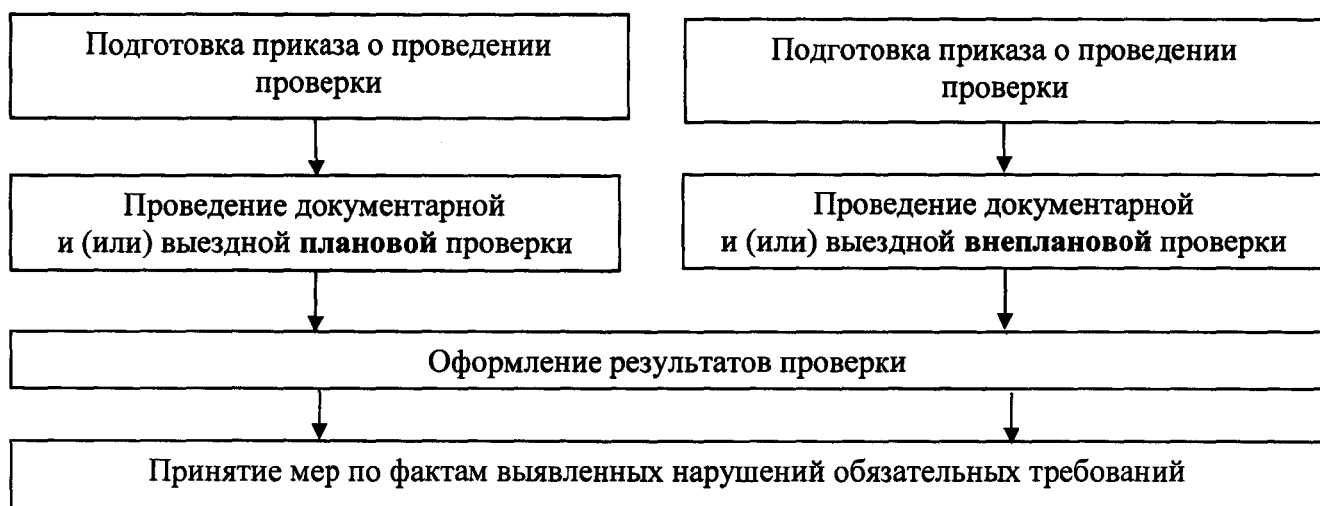 Подготовка приказа о проведении
проверки
Подготовка приказа о проведении
проверки
Проведение документарной
и (или) выездной плановой проверки
Проведение документарной
и (или) выездной внеплановой проверки
Оформление результатов проверки
Принятие мер по фактам выявленных нарушений обязательных требований